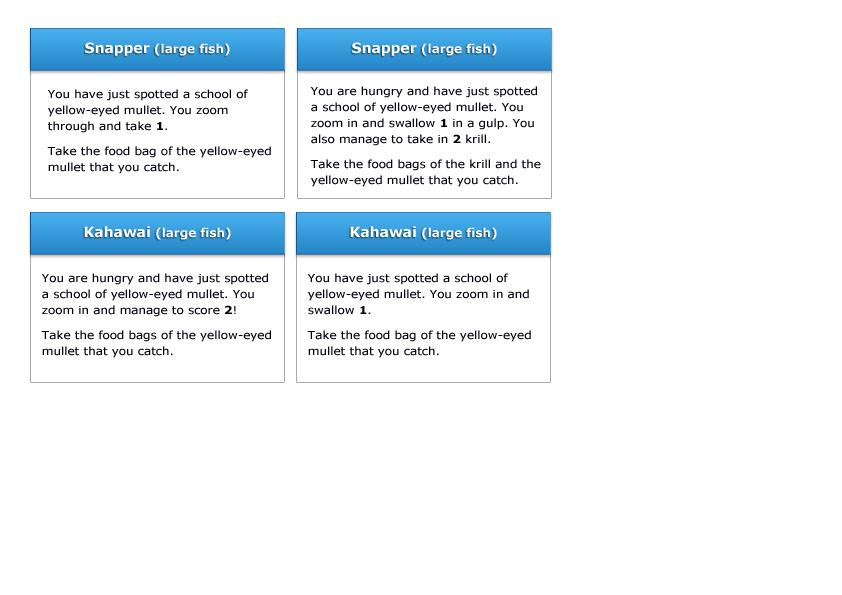 Snapper (large fish)
You have just spotted a school of
yellow-eyed mullet. You zoom
through and take 1.
Take the food bag of the yellow-eyed
mullet that you catch.
Snapper (large fish)
You are hungry and have just spotted
a school of yellow-eyed mullet. You
zoom in and swallow 1 in a gulp. You
also manage to take in 2 krill.
Take the food bags of the krill and the
yellow-eyed mullet that you catch.
Kahawai (large fish)
You are hungry and have just spotted
a school of yellow-eyed mullet. You
zoom in and manage to score 2!
Take the food bags of the yellow-eyed
mullet that you catch.
Kahawai (large fish)
You have just spotted a school of
yellow-eyed mullet. You zoom in and
swallow 1.
Take the food bag of the yellow-eyed
mullet that you catch.